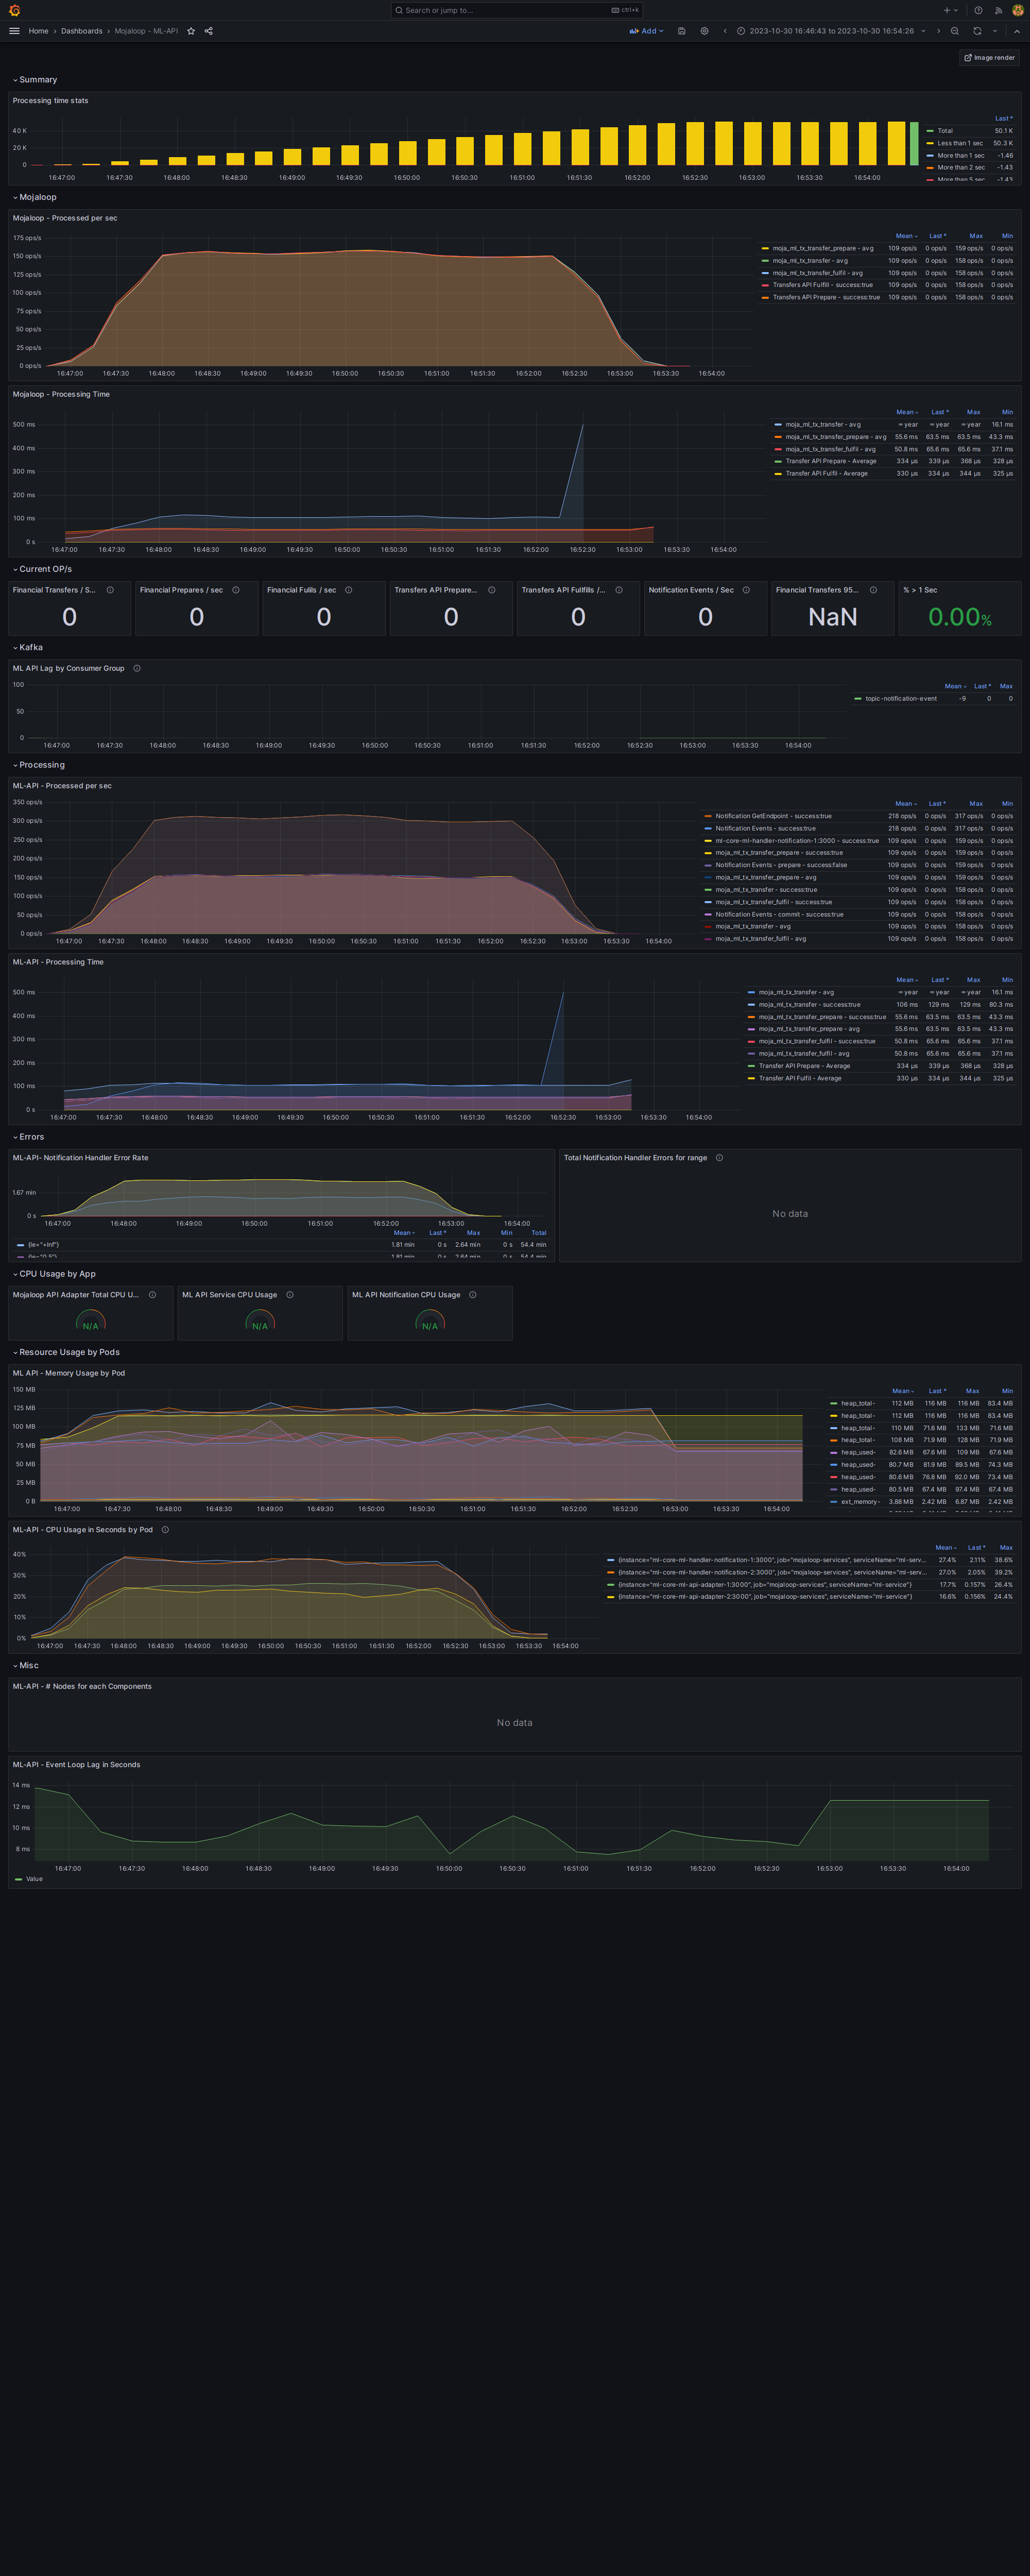 Search or jump to...
ctrl+k
Home › Dashboards › Mojaloop - ML-API
Add
2023-10-30 16:46:43 to 2023-10-30 16:54:26
Image render
Summary
Processing time stats
40 K
20 K
0
16:47:00 16:47:30 16:48:00 16:48:30 16:49:00 16:49:30 16:50:00 16:50:30 16:51:00 16:51:30 16:52:00 16:52:30 16:53:00 16:53:30 16:54:00
Last *
Total 50.1 K
Less than 1 sec 50.3 K
More than 1 sec -1.46
More than 2 sec -1.43
More than 5 sec -1.43
Mojaloop
Mojaloop - Processed per sec
175 ops/s
150 ops/s
125 ops/s
100 ops/s
75 ops/s
50 ops/s
25 ops/s
0 ops/s
16:47:00 16:47:30 16:48:00 16:48:30 16:49:00 16:49:30 16:50:00 16:50:30 16:51:00 16:51:30 16:52:00 16:52:30 16:53:00 16:53:30 16:54:00
Mean Last * Max Min
moja_ml_tx_transfer_prepare - avg 109 ops/s 0 ops/s 159 ops/s 0 ops/s
moja_ml_tx_transfer - avg 109 ops/s 0 ops/s 158 ops/s 0 ops/s
moja_ml_tx_transfer_fulfil - avg 109 ops/s 0 ops/s 158 ops/s 0 ops/s
Transfers API Fulfill - success:true 109 ops/s 0 ops/s 158 ops/s 0 ops/s
Transfers API Prepare - success:true 109 ops/s 0 ops/s 158 ops/s 0 ops/s
Mojaloop - Processing Time
500 ms
400 ms
300 ms
200 ms
100 ms
0 s
16:47:00 16:47:30 16:48:00 16:48:30 16:49:00 16:49:30 16:50:00 16:50:30 16:51:00 16:51:30 16:52:00 16:52:30 16:53:00 16:53:30 16:54:00
Mean Last * Max Min
moja_ml_tx_transfer - avg ∞ year ∞ year ∞ year 16.1 ms
moja_ml_tx_transfer_prepare - avg 55.6 ms 63.5 ms 63.5 ms 43.3 ms
moja_ml_tx_transfer_fulfil - avg 50.8 ms 65.6 ms 65.6 ms 37.1 ms
Transfer API Prepare - Average 334 µs 339 µs 368 µs 328 µs
Transfer API Fulfil - Average 330 µs 334 µs 344 µs 325 µs
Current OP/s
Financial Transfers / S...
0
Financial Prepares / sec
0
Financial Fulils / sec
0
Transfers API Prepare...
0
Transfers API Fullfills /...
0
Notification Events / Sec
0
Financial Transfers 95...
NaN
% > 1 Sec
0.00%
Kafka
ML API Lag by Consumer Group
100
50
0
16:47:00 16:47:30 16:48:00 16:48:30 16:49:00 16:49:30 16:50:00 16:50:30 16:51:00 16:51:30 16:52:00 16:52:30 16:53:00 16:53:30 16:54:00
Mean Last * Max
topic-notification-event -9 0 0
Processing
ML-API - Processed per sec
350 ops/s
300 ops/s
250 ops/s
200 ops/s
150 ops/s
100 ops/s
50 ops/s
0 ops/s
16:47:00 16:47:30 16:48:00 16:48:30 16:49:00 16:49:30 16:50:00 16:50:30 16:51:00 16:51:30 16:52:00 16:52:30 16:53:00 16:53:30 16:54:00
Mean Last * Max Min
Notification GetEndpoint - success:true 218 ops/s 0 ops/s 317 ops/s 0 ops/s
Notification Events - success:true 218 ops/s 0 ops/s 317 ops/s 0 ops/s
ml-core-ml-handler-notification-1:3000 - success:true 109 ops/s 0 ops/s 159 ops/s 0 ops/s
moja_ml_tx_transfer_prepare - success:true 109 ops/s 0 ops/s 159 ops/s 0 ops/s
Notification Events - prepare - success:false 109 ops/s 0 ops/s 159 ops/s 0 ops/s
moja_ml_tx_transfer_prepare - avg 109 ops/s 0 ops/s 159 ops/s 0 ops/s
moja_ml_tx_transfer - success:true 109 ops/s 0 ops/s 158 ops/s 0 ops/s
moja_ml_tx_transfer_fulfil - success:true 109 ops/s 0 ops/s 158 ops/s 0 ops/s
Notification Events - commit - success:true 109 ops/s 0 ops/s 158 ops/s 0 ops/s
moja_ml_tx_transfer - avg 109 ops/s 0 ops/s 158 ops/s 0 ops/s
moja_ml_tx_transfer_fulfil - avg 109 ops/s 0 ops/s 158 ops/s 0 ops/s
ML-API - Processing Time
500 ms
400 ms
300 ms
200 ms
100 ms
0 s
16:47:00 16:47:30 16:48:00 16:48:30 16:49:00 16:49:30 16:50:00 16:50:30 16:51:00 16:51:30 16:52:00 16:52:30 16:53:00 16:53:30 16:54:00
Mean Last * Max Min
moja_ml_tx_transfer - avg ∞ year ∞ year ∞ year 16.1 ms
moja_ml_tx_transfer - success:true 106 ms 129 ms 129 ms 80.3 ms
moja_ml_tx_transfer_prepare - success:true 55.6 ms 63.5 ms 63.5 ms 43.3 ms
moja_ml_tx_transfer_prepare - avg 55.6 ms 63.5 ms 63.5 ms 43.3 ms
moja_ml_tx_transfer_fulfil - success:true 50.8 ms 65.6 ms 65.6 ms 37.1 ms
moja_ml_tx_transfer_fulfil - avg 50.8 ms 65.6 ms 65.6 ms 37.1 ms
Transfer API Prepare - Average 334 µs 339 µs 368 µs 328 µs
Transfer API Fulfil - Average 330 µs 334 µs 344 µs 325 µs
Errors
ML-API- Notification Handler Error Rate
1.67 min
0 s
16:47:00 16:48:00 16:49:00 16:50:00 16:51:00 16:52:00 16:53:00 16:54:00
Mean Last * Max Min Total
{le="+Inf"} 1.81 min 0 s 2.64 min 0 s 54.4 min
{le="0.5"} 1.81 min 0 s 2.64 min 0 s 54.4 min
Total Notification Handler Errors for range
No data
CPU Usage by App
Mojaloop API Adapter Total CPU U...
N/A
ML API Service CPU Usage
N/A
ML API Notification CPU Usage
N/A
Resource Usage by Pods
ML API - Memory Usage by Pod
150 MB
125 MB
100 MB
75 MB
50 MB
25 MB
0 B
16:47:00 16:47:30 16:48:00 16:48:30 16:49:00 16:49:30 16:50:00 16:50:30 16:51:00 16:51:30 16:52:00 16:52:30 16:53:00 16:53:30 16:54:00
Mean Last * Max Min
heap_total- 112 MB 116 MB 116 MB 83.4 MB
heap_total- 112 MB 116 MB 116 MB 83.4 MB
heap_total- 110 MB 71.6 MB 133 MB 71.6 MB
heap_total- 108 MB 71.9 MB 128 MB 71.9 MB
heap_used- 82.6 MB 67.6 MB 109 MB 67.6 MB
heap_used- 80.7 MB 81.9 MB 89.5 MB 74.3 MB
heap_used- 80.6 MB 76.8 MB 92.0 MB 73.4 MB
heap_used- 80.5 MB 67.4 MB 97.4 MB 67.4 MB
ext_memory- 3.88 MB 2.42 MB 6.87 MB 2.42 MB
ML-API - CPU Usage in Seconds by Pod
40%
30%
20%
10%
0%
16:47:00 16:47:30 16:48:00 16:48:30 16:49:00 16:49:30 16:50:00 16:50:30 16:51:00 16:51:30 16:52:00 16:52:30 16:53:00 16:53:30 16:54:00
Mean Last * Max
{instance="ml-core-ml-handler-notification-1:3000", job="mojaloop-services", serviceName="ml-serv... 27.4% 2.11% 38.6%
{instance="ml-core-ml-handler-notification-2:3000", job="mojaloop-services", serviceName="ml-serv... 27.0% 2.05% 39.2%
{instance="ml-core-ml-api-adapter-1:3000", job="mojaloop-services", serviceName="ml-service"} 17.7% 0.157% 26.4%
{instance="ml-core-ml-api-adapter-2:3000", job="mojaloop-services", serviceName="ml-service"} 16.6% 0.156% 24.4%
Misc
ML-API - # Nodes for each Components
No data
ML-API - Event Loop Lag in Seconds
14 ms
12 ms
10 ms
8 ms
16:47:00 16:47:30 16:48:00 16:48:30 16:49:00 16:49:30 16:50:00 16:50:30 16:51:00 16:51:30 16:52:00 16:52:30 16:53:00 16:53:30 16:54:00
Value